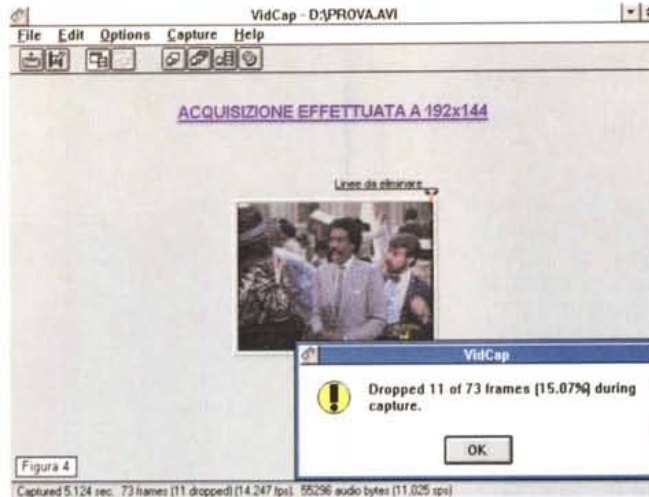 VidCap - D:\PROVA.AVI
File Edit Options Capture Help
ACQUISIZIONE EFFETTUATA A 192x144
Linee da eliminare
VidCap
Dropped 11 of 73 frames (15.07%) during
capture.
OK
Figura 4
Captured 5.124 sec. 73 frames (11 dropped) (14.247 fps). 55296 audio bytes (11.025 sps)